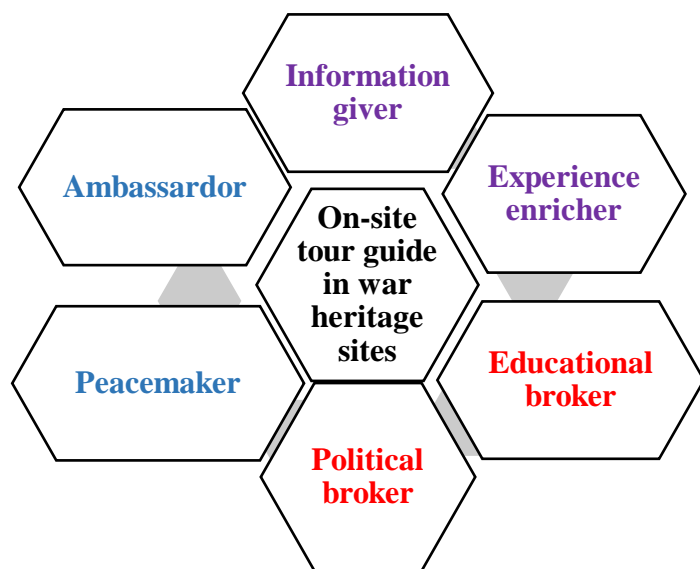 Information
giver
Ambassardor
Experience
enricher
On-site
tour guide
in war
heritage
sites
Peacemaker
Educational
broker
Political
broker